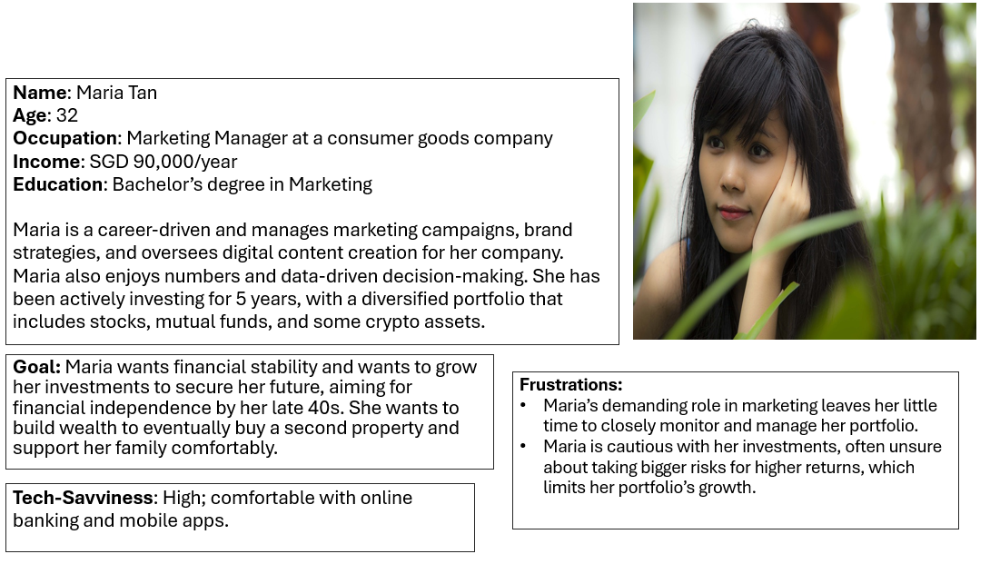 Name: Maria Tan
Age: 32
Occupation: Marketing Manager at a consumer goods company
Income: SGD 90,000/year
Education: Bachelor’s degree in Marketing
Maria is a career-driven and manages marketing campaigns, brand
strategies, and oversees digital content creation for her company.
Maria also enjoys numbers and data-driven decision-making. She has
been actively investing for 5 years, with a diversified portfolio that
includes stocks, mutual funds, and some crypto assets.
Goal: Maria wants financial stability and wants to grow
her investments to secure her future, aiming for
financial independence by her late 40s. She wants to
build wealth to eventually buy a second property and
support her family comfortably.
Tech-Savviness: High; comfortable with online
banking and mobile apps.
Frustrations:
• Maria’s demanding role in marketing leaves her little
time to closely monitor and manage her portfolio.
• Maria is cautious with her investments, often unsure
about taking bigger risks for higher returns, which
limits her portfolio’s growth.